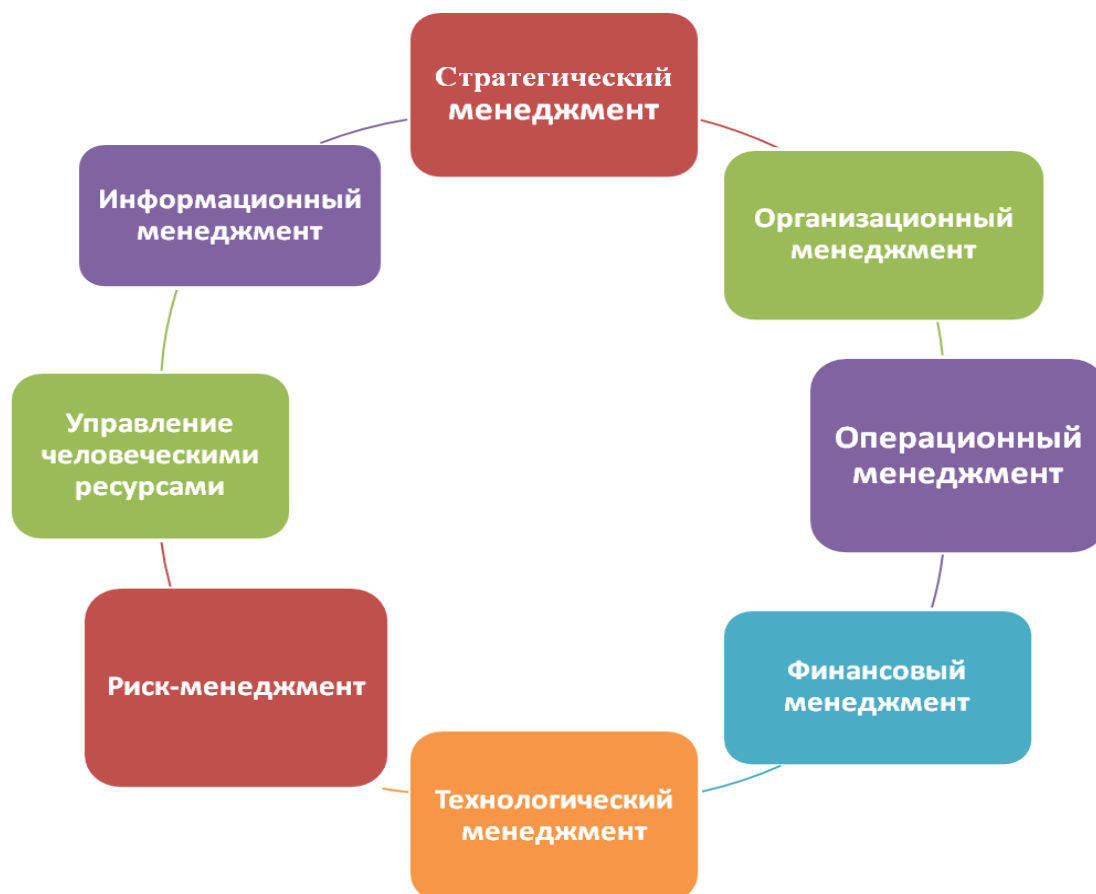 Стратегический
менеджмент
Организационный
менеджмент
Операционный
менеджмент
Финансовый
менеджмент
Технологический
менеджмент
Риск-менеджмент
Управление
человеческими
ресурсами
Информационный
менеджмент